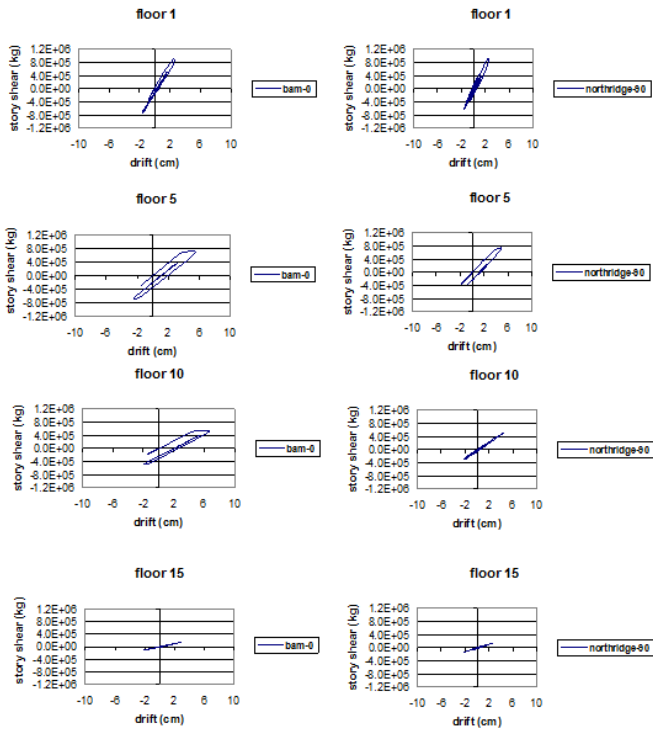 floor 1
story shear (kg)
1.2E+06
8.0E+05
4.0E+05
0.0E+00
-4.0E+05
-8.0E+05
-1.2E+06
-10 -6 -2 2 6 10
drift (cm)
bam-0
floor 1
story shear (kg)
1.2E+06
8.0E+05
4.0E+05
0.0E+00
-4.0E+05
-8.0E+05
-1.2E+06
-10 -6 -2 2 6 10
drift (cm)
northridge-90
floor 5
story shear (kg)
1.2E+06
8.0E+05
4.0E+05
0.0E+00
-4.0E+05
-8.0E+05
-1.2E+06
-10 -6 -2 2 6 10
drift (cm)
bam-0
floor 5
story shear (kg)
1.2E+06
8.0E+05
4.0E+05
0.0E+00
-4.0E+05
-8.0E+05
-1.2E+06
-10 -6 -2 2 6 10
drift (cm)
northridge-90
floor 10
story shear (kg)
1.2E+06
8.0E+05
4.0E+05
0.0E+00
-4.0E+05
-8.0E+05
-1.2E+06
-10 -6 -2 2 6 10
drift (cm)
bam-0
floor 10
story shear (kg)
1.2E+06
8.0E+05
4.0E+05
0.0E+00
-4.0E+05
-8.0E+05
-1.2E+06
-10 -6 -2 2 6 10
drift (cm)
northridge-90
floor 15
story shear (kg)
1.2E+06
8.0E+05
4.0E+05
0.0E+00
-4.0E+05
-8.0E+05
-1.2E+06
-10 -6 -2 2 6 10
drift (cm)
bam-0
floor 15
story shear (kg)
1.2E+06
8.0E+05
4.0E+05
0.0E+00
-4.0E+05
-8.0E+05
-1.2E+06
-10 -6 -2 2 6 10
drift (cm)
northridge-90